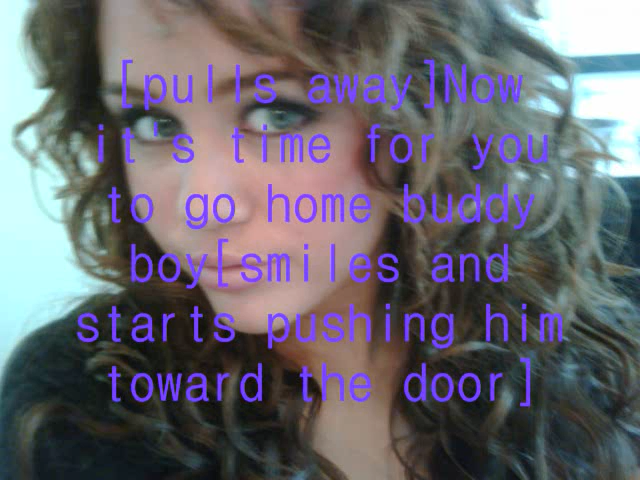 [pulls away]Now
it's time for you
to go home buddy
boy[smiles and
starts pushing him
toward the door]